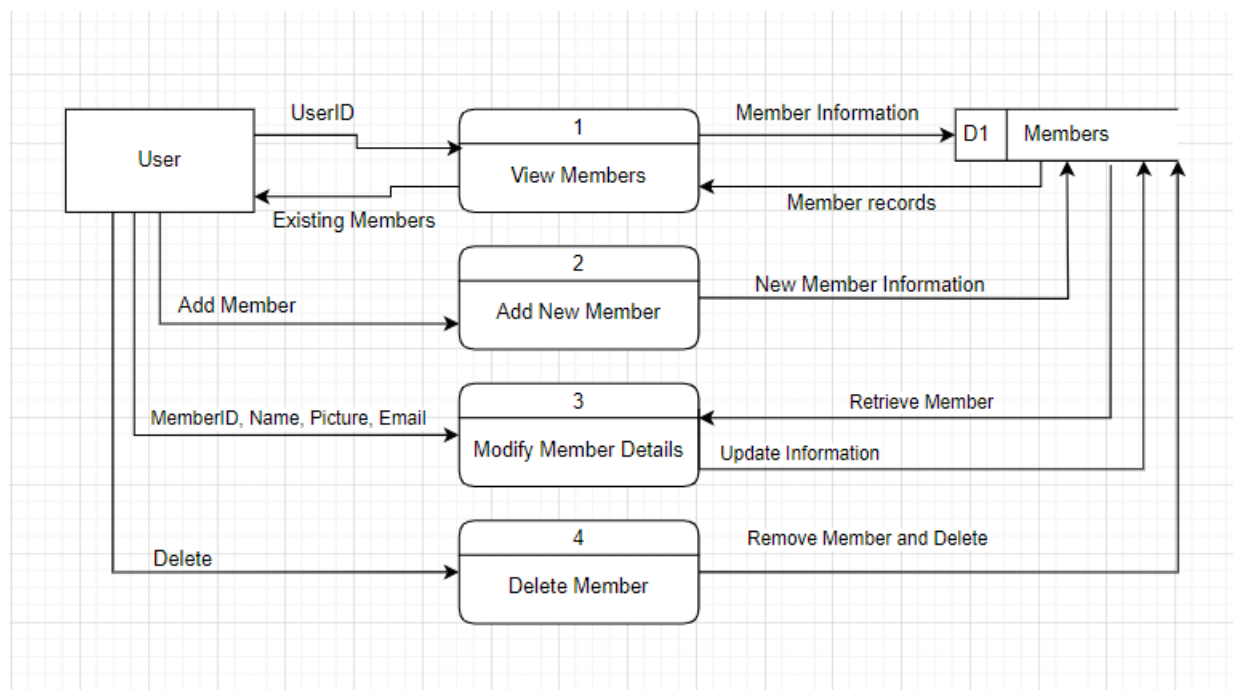 UserID
1
Member Information
User
View Members
D1
Members
Existing Members
Member records
2
Add Member
Add New Member
New Member Information
3
MemberID, Name, Picture, Email
Modify Member Details
Retrieve Member
Update Information
4
Delete
Delete Member
Remove Member and Delete